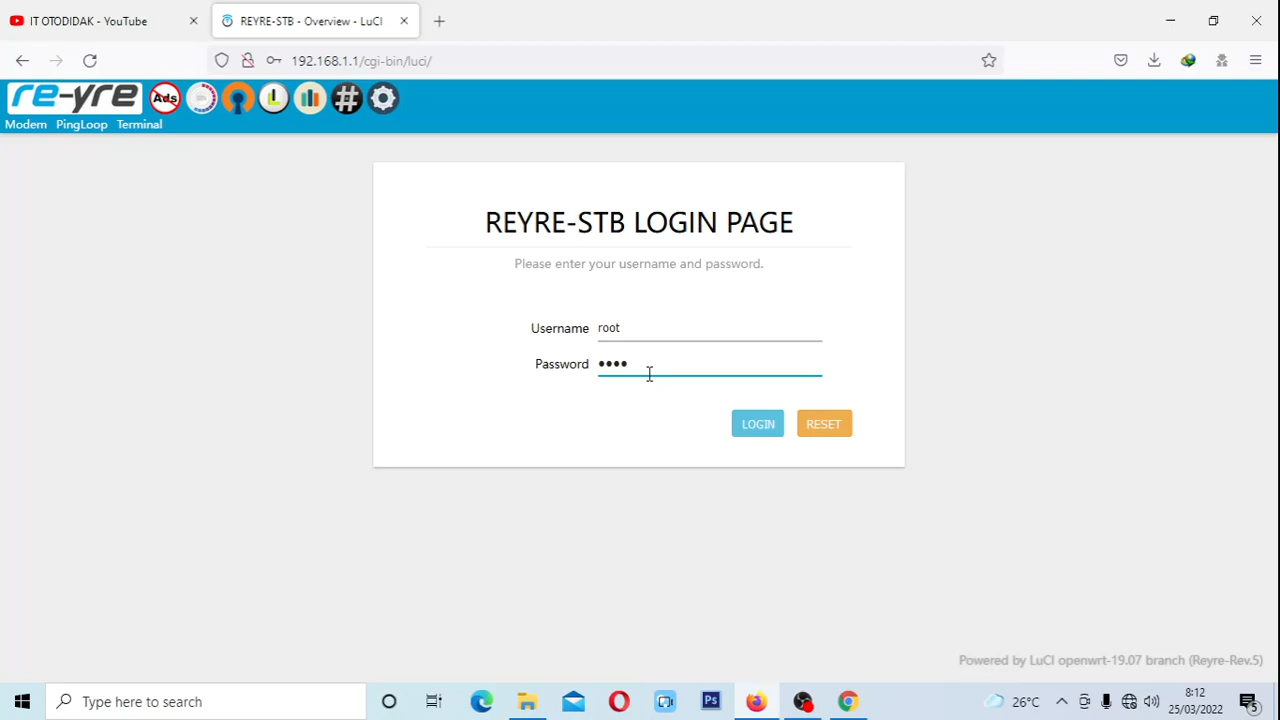 IT OTODIDAK - YouTube
REYRE-STB - Overview - LuCI
192.168.1.1/cgi-bin/luci/
re-yre
Ads
Modem PingLoop Terminal
REYRE-STB LOGIN PAGE
Please enter your username and password.
Username root
Password ••••
LOGIN RESET
Powered by LuCI openwrt-19.07 branch (Reyre-Rev.5)
Type here to search
Ps
26°C
8:12
25/03/2022
5